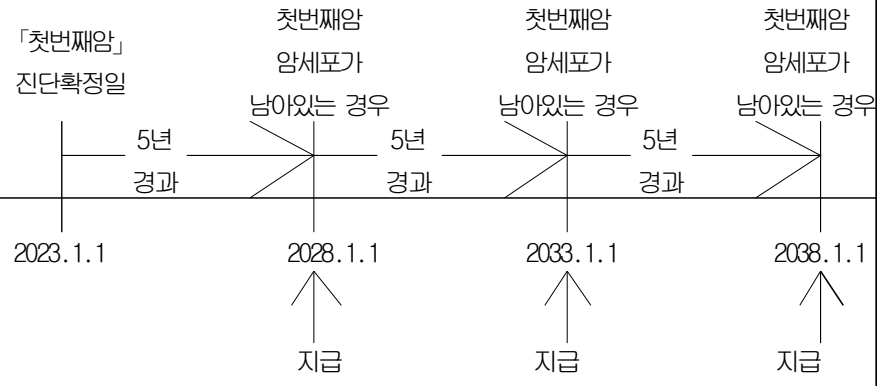 「첫번째암」
진단확정일
첫번째암
암세포가
남아있는 경우
첫번째암
암세포가
남아있는 경우
첫번째암
암세포가
남아있는 경우
5년
경과
5년
경과
5년
경과
2023.1.1
2028.1.1
2033.1.1
2038.1.1
지급
지급
지급